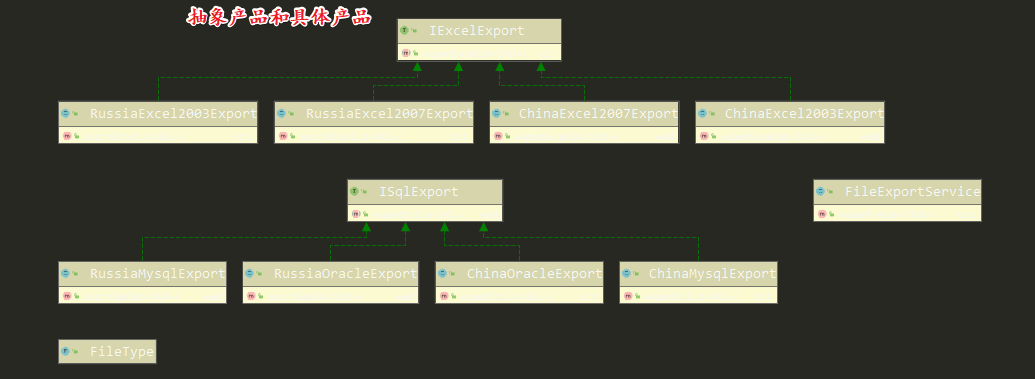 抽象产品和具体产品
IExcelExport
RussiaExcel2003Export
RussiaExcel2007Export
ChinaExcel2007Export
ChinaExcel2003Export
ISqlExport
FileExportService
RussiaMysqlExport
RussiaOracleExport
ChinaOracleExport
ChinaMysqlExport
FileType